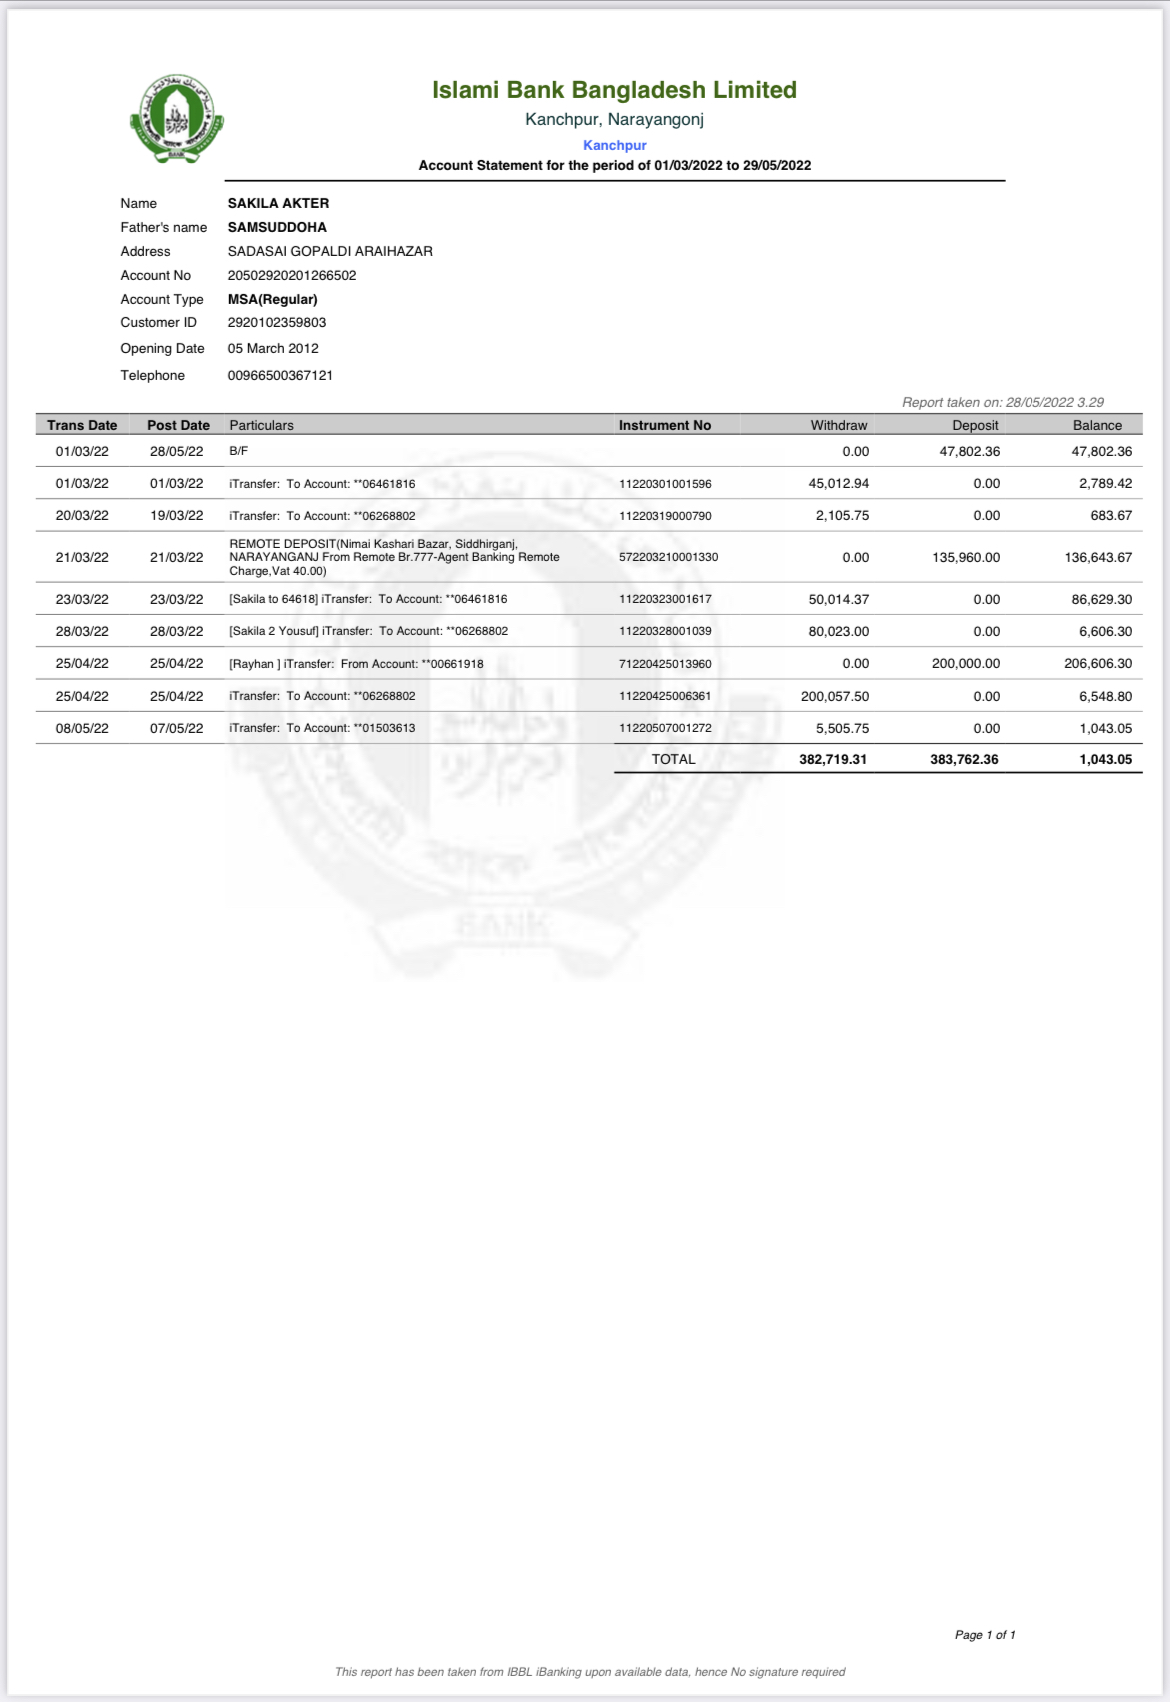 Islami Bank Bangladesh Limited
Kanchpur, Narayangonj
Kanchpur
Account Statement for the period of 01/03/2022 to 29/05/2022
Name SAKILA AKTER
Father's name SAMSUDDOHA
Address SADASAI GOPALDI ARAIHAZAR
Account No 20502920201266502
Account Type MSA(Regular)
Customer ID 2920102359803
Opening Date 05 March 2012
Telephone 00966500367121
Report taken on: 28/05/2022 3.29
Trans Date Post Date Particulars Instrument No Withdraw Deposit Balance
01/03/22 28/05/22 B/F 0.00 47,802.36 47,802.36
01/03/22 01/03/22 iTransfer: To Account: **06461816 11220301001596 45,012.94 0.00 2,789.42
20/03/22 19/03/22 iTransfer: To Account: **06268802 11220319000790 2,105.75 0.00 683.67
REMOTE DEPOSIT(Nimai Kashari Bazar, Siddhirganj,
21/03/22 21/03/22 NARAYANGANJ From Remote Br.777-Agent Banking Remote 572203210001330 0.00 135,960.00 136,643.67
Charge,Vat 40.00)
23/03/22 23/03/22 [Sakila to 64618] iTransfer: To Account: **06461816 11220323001617 50,014.37 0.00 86,629.30
28/03/22 28/03/22 [Sakila 2 Yousuf] iTransfer: To Account: **06268802 11220328001039 80,023.00 0.00 6,606.30
25/04/22 25/04/22 [Rayhan ] iTransfer: From Account: **00661918 71220425013960 0.00 200,000.00 206,606.30
25/04/22 25/04/22 iTransfer: To Account: **06268802 11220425006361 200,057.50 0.00 6,548.80
08/05/22 07/05/22 iTransfer: To Account: **01503613 11220507001272 5,505.75 0.00 1,043.05
TOTAL 382,719.31 383,762.36 1,043.05
BANK
Page 1 of 1
This report has been taken from IBBL iBanking upon available data, hence No signature required